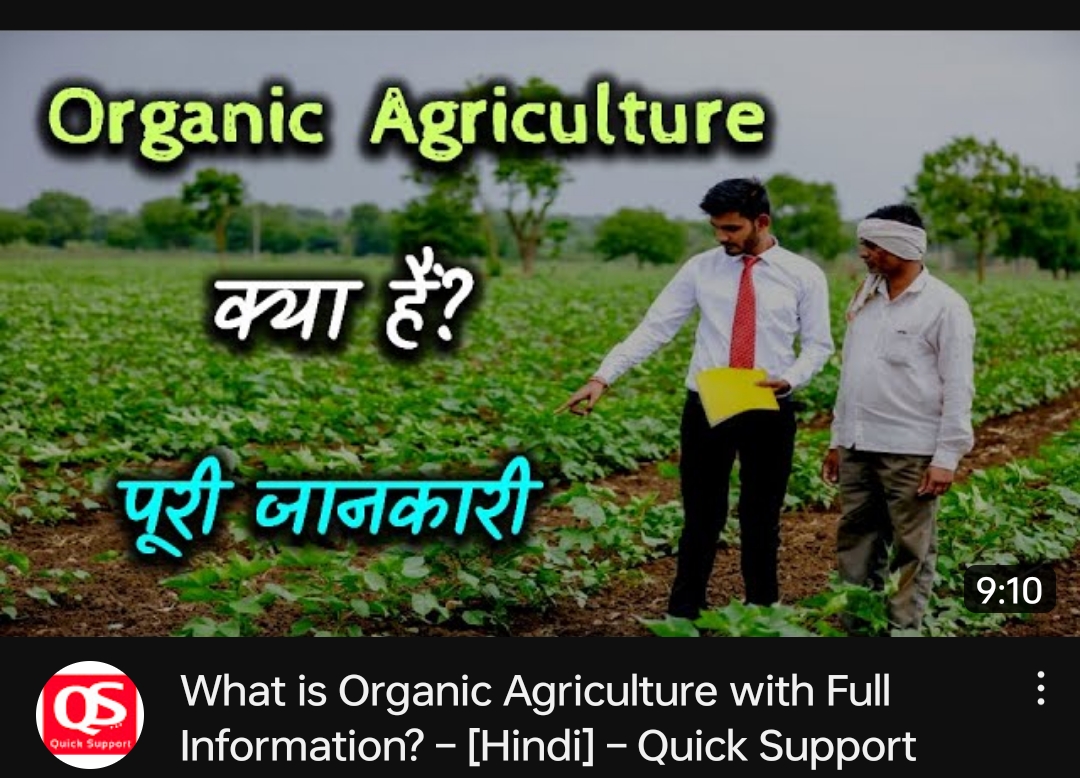 Organic Agriculture
क्या हैं?
पूरी जानकारी
9:10
QS
Quick Support
What is Organic Agriculture with Full
Information? – [Hindi] – Quick Support